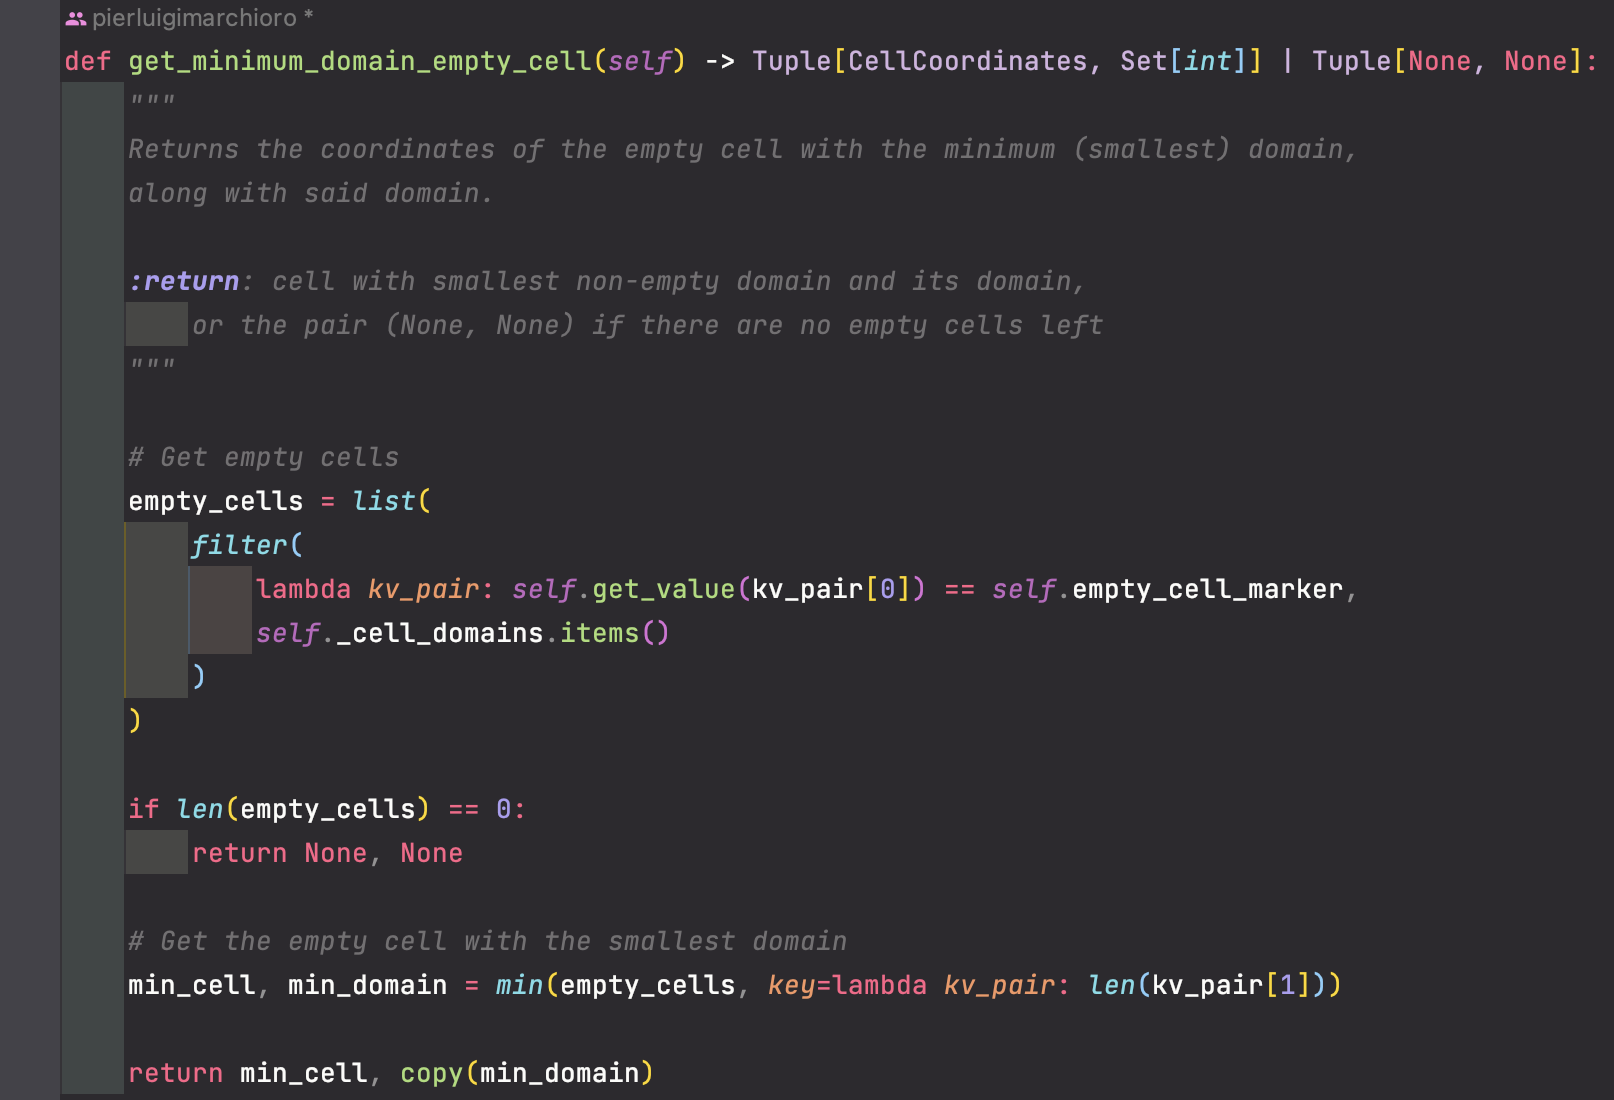 pierluigimarchioro *
def get_minimum_domain_empty_cell(self) -> Tuple[CellCoordinates, Set[int]] | Tuple[None, None]:
"""
Returns the coordinates of the empty cell with the minimum (smallest) domain,
along with said domain.
:return: cell with smallest non-empty domain and its domain,
or the pair (None, None) if there are no empty cells left
"""
# Get empty cells
empty_cells = list(
filter(
lambda kv_pair: self.get_value(kv_pair[0]) == self.empty_cell_marker,
self._cell_domains.items()
)
)
if len(empty_cells) == 0:
return None, None
# Get the empty cell with the smallest domain
min_cell, min_domain = min(empty_cells, key=lambda kv_pair: len(kv_pair[1]))
return min_cell, copy(min_domain)